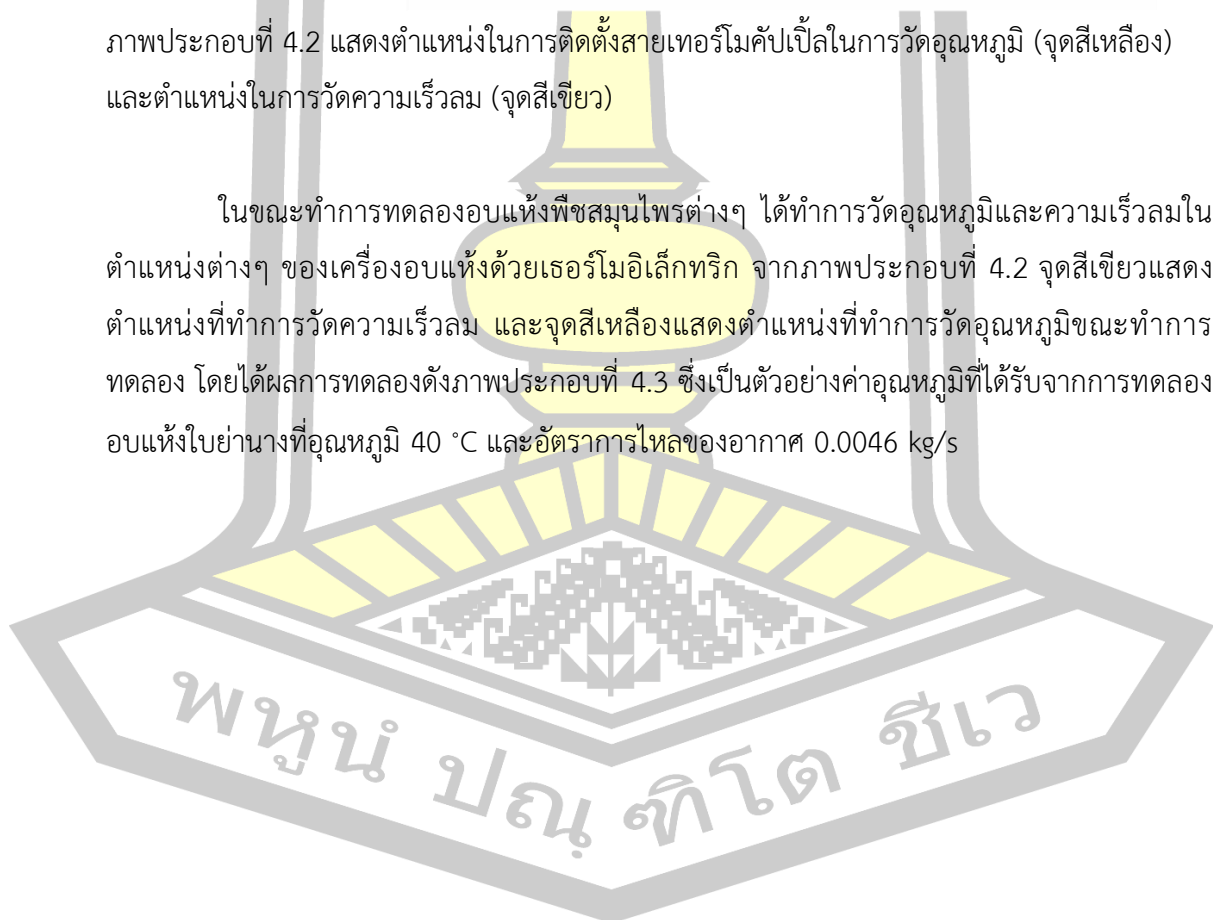 ภาพประกอบที่ 4.2 แสดงตำแหน่งในการติดตั้งสายเทอร์โมคัปเปิ้ลในการวัดอุณหภูมิ (จุดสีเหลือง)
และตำแหน่งในการวัดความเร็วลม (จุดสีเขียว)
ในขณะทำการทดลองอบแห้งพืชสมุนไพรต่างๆ ได้ทำการวัดอุณหภูมิและความเร็วลมใน
ตำแหน่งต่างๆ ของเครื่องอบแห้งด้วยเธอร์โมอิเล็กทริก จากภาพประกอบที่ 4.2 จุดสีเขียวแสดง
ตำแหน่งที่ทำการวัดความเร็วลม และจุดสีเหลืองแสดงตำแหน่งที่ทำการวัดอุณหภูมิขณะทำการ
ทดลอง โดยได้ผลการทดลองดังภาพประกอบที่ 4.3 ซึ่งเป็นตัวอย่างค่าอุณหภูมิที่ได้รับจากการทดลอง
อบแห้งใบย่านางที่อุณหภูมิ 40 °C และอัตราการไหลของอากาศ 0.0046 kg/s
พหูนํ ปณฺฑิโต ชีเว